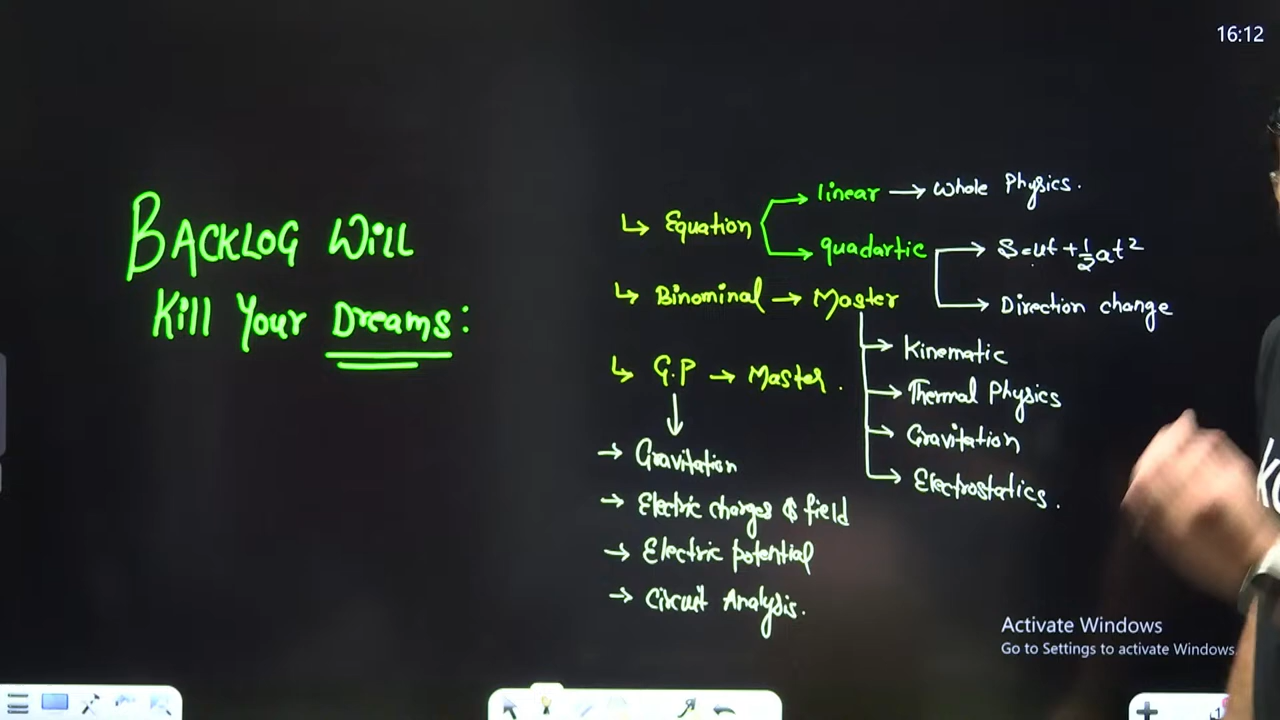 16:12
BACKLOG Will
Kill Your Dreams:
↳ Equation
linear → Whole Physics.
quadartic
S=ut+½at²
Direction change
↳ Binominal → Master
Kinematic
Thermal Physics
Gravitation
Electrostatics.
↳ G.P → Master.
→ Gravitation
→ Electric charges & field
→ Electric potential
→ Circuit Analysis.
Activate Windows
Go to Settings to activate Windows.